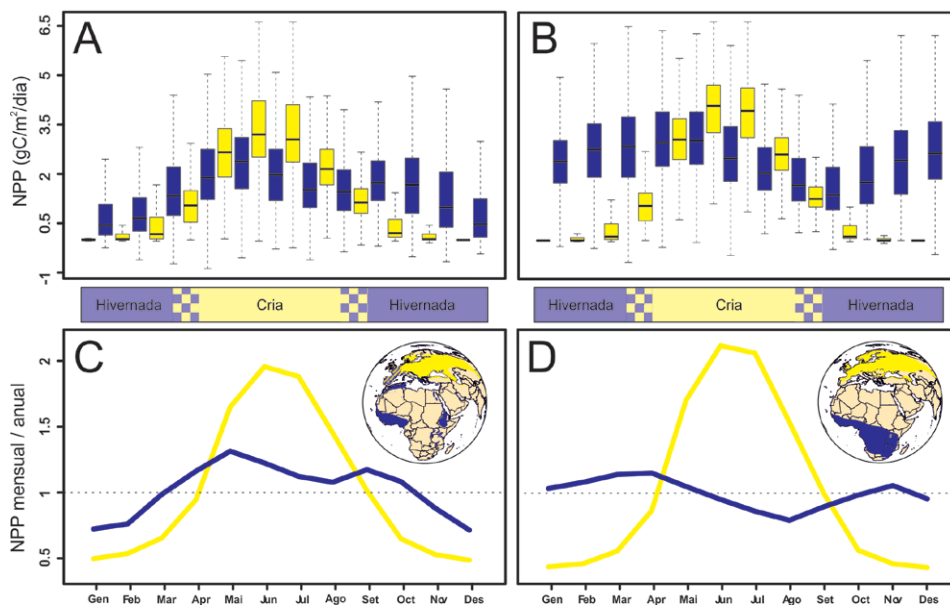 A
B
NPP (gC/m²/dia)
6.5
5
3.5
2
0.5
-1
Hivernada Cria Hivernada
Hivernada Cria Hivernada
C
D
NPP mensual / anual
2
1.5
1
0.5
Gen Feb Mar Apr Mai Jun Jul Ago Set Oct Nov Des
Gen Feb Mar Apr Mai Jun Jul Ago Set Oct Nov Des